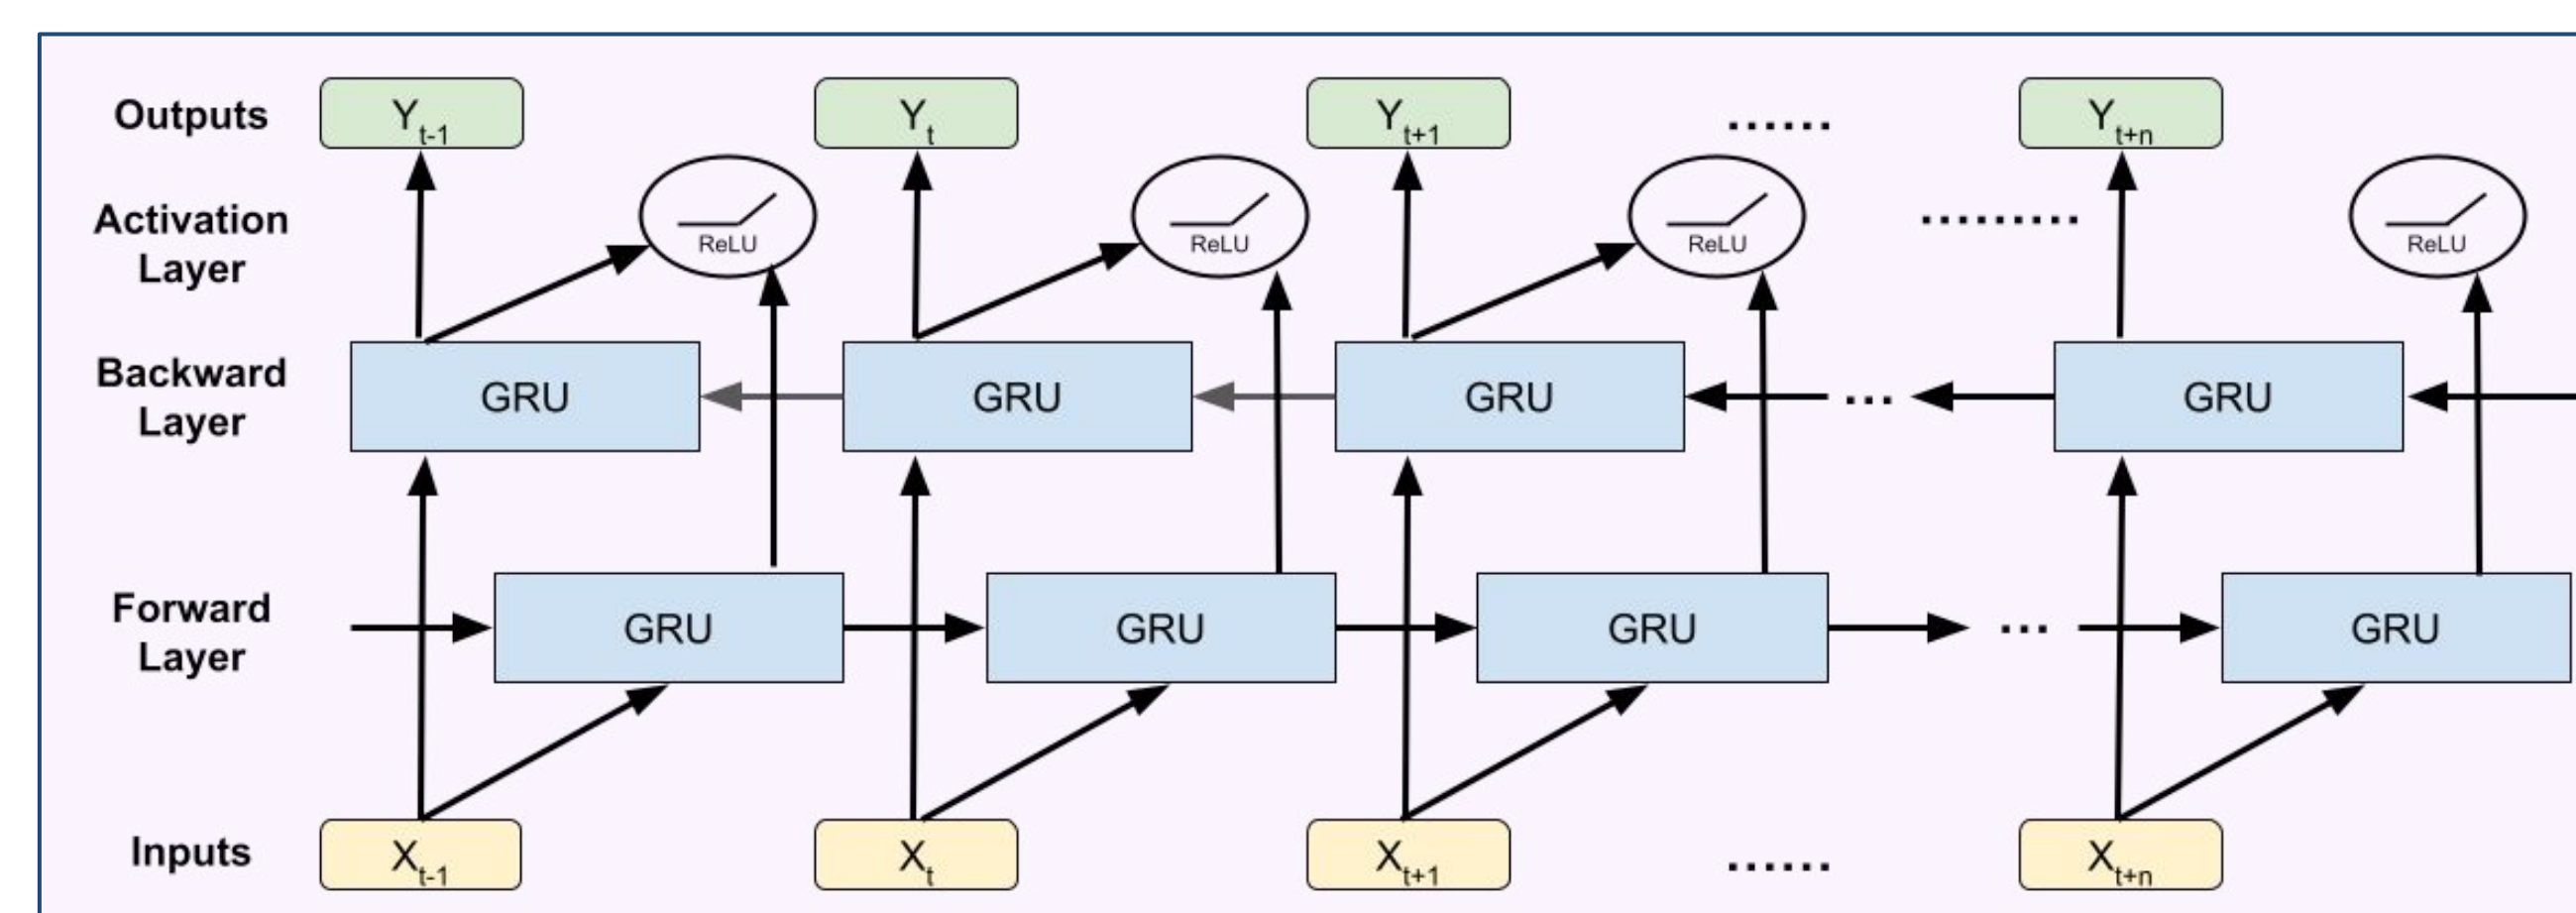 Outputs
Y t-1
Y t
Y t+1
......
Y t+n
Activation
Layer
ReLU
ReLU
ReLU
.........
ReLU
Backward
Layer
GRU
GRU
GRU
...
GRU
Forward
Layer
GRU
GRU
GRU
...
GRU
Inputs
X t-1
X t
X t+1
......
X t+n